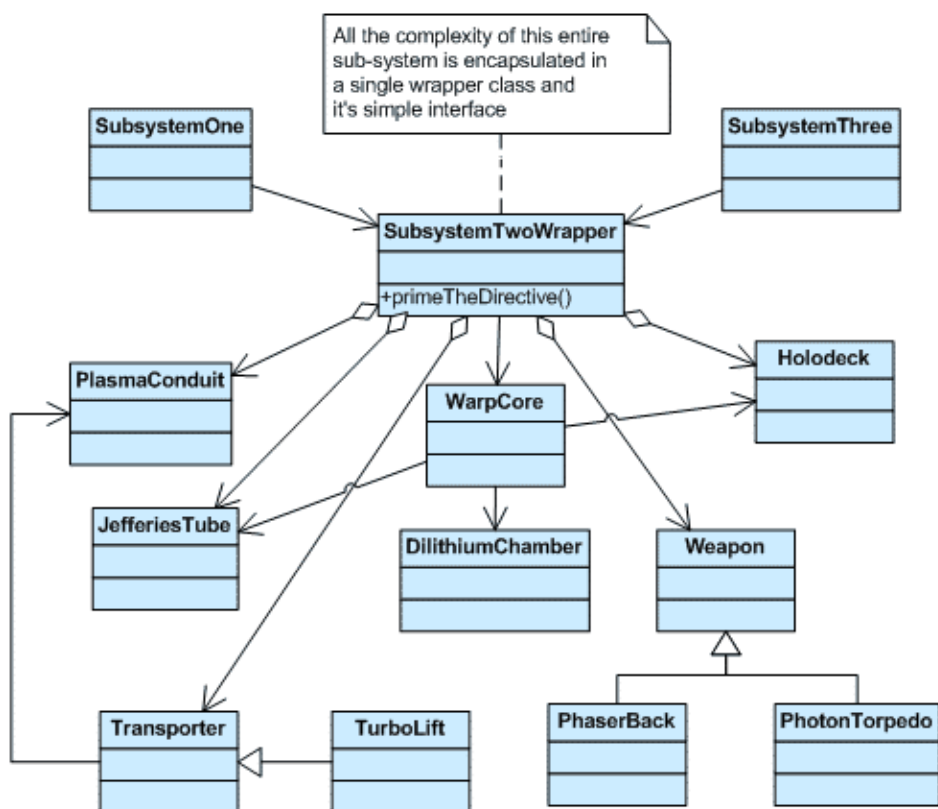 All the complexity of this entire
sub-system is encapsulated in
a single wrapper class and
it's simple interface
SubsystemOne
SubsystemThree
SubsystemTwoWrapper
+primeTheDirective()
PlasmaConduit
WarpCore
Holodeck
JefferiesTube
DilithiumChamber
Weapon
Transporter
TurboLift
PhaserBack
PhotonTorpedo